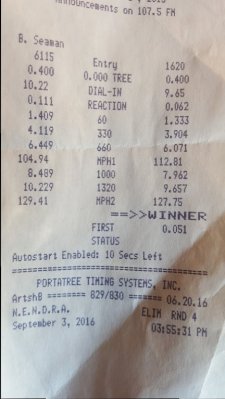 Announcements on 107.5 FM
B. Seaman
6115 Entry 1620
0.400 0.000 TREE 0.400
10.22 DIAL-IN 9.65
0.111 REACTION 0.062
1.409 60 1.333
4.119 330 3.904
6.449 660 6.071
104.94 MPH1 112.81
8.489 1000 7.962
10.229 1320 9.657
129.41 MPH2 127.75
==>>WINNER
FIRST 0.051
STATUS
Autostart Enabled: 10 Secs Left
PORTATREE TIMING SYSTEMS, INC.
ArtshB ======== 829/830 ====== 06.20.16
N.E.N.D.R.A. ELIM RND 4
September 3, 2016 03:55:31 PM